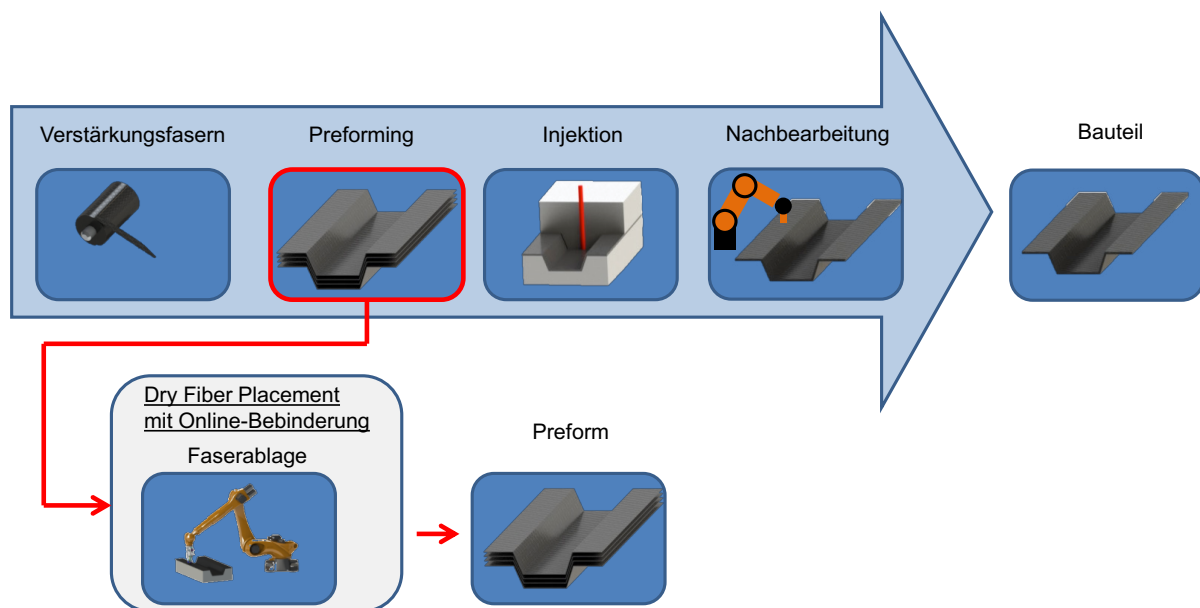 Verstärkungsfasern
Preforming
Injektion
Nachbearbeitung
Bauteil
Dry Fiber Placement
mit Online-Bebinderung
Faserablage
Preform